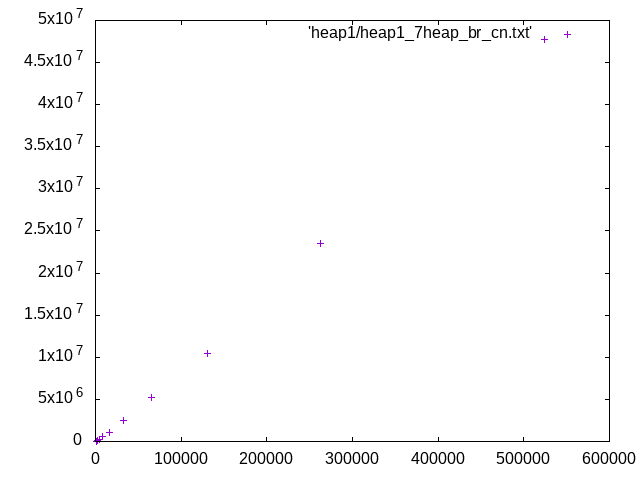 5x10 7
'heap1/heap1_7heap_br_cn.txt'
4.5x10 7
4x10 7
3.5x10 7
3x10 7
2.5x10 7
2x10 7
1.5x10 7
1x10 7
5x10 6
0
0 100000 200000 300000 400000 500000 600000